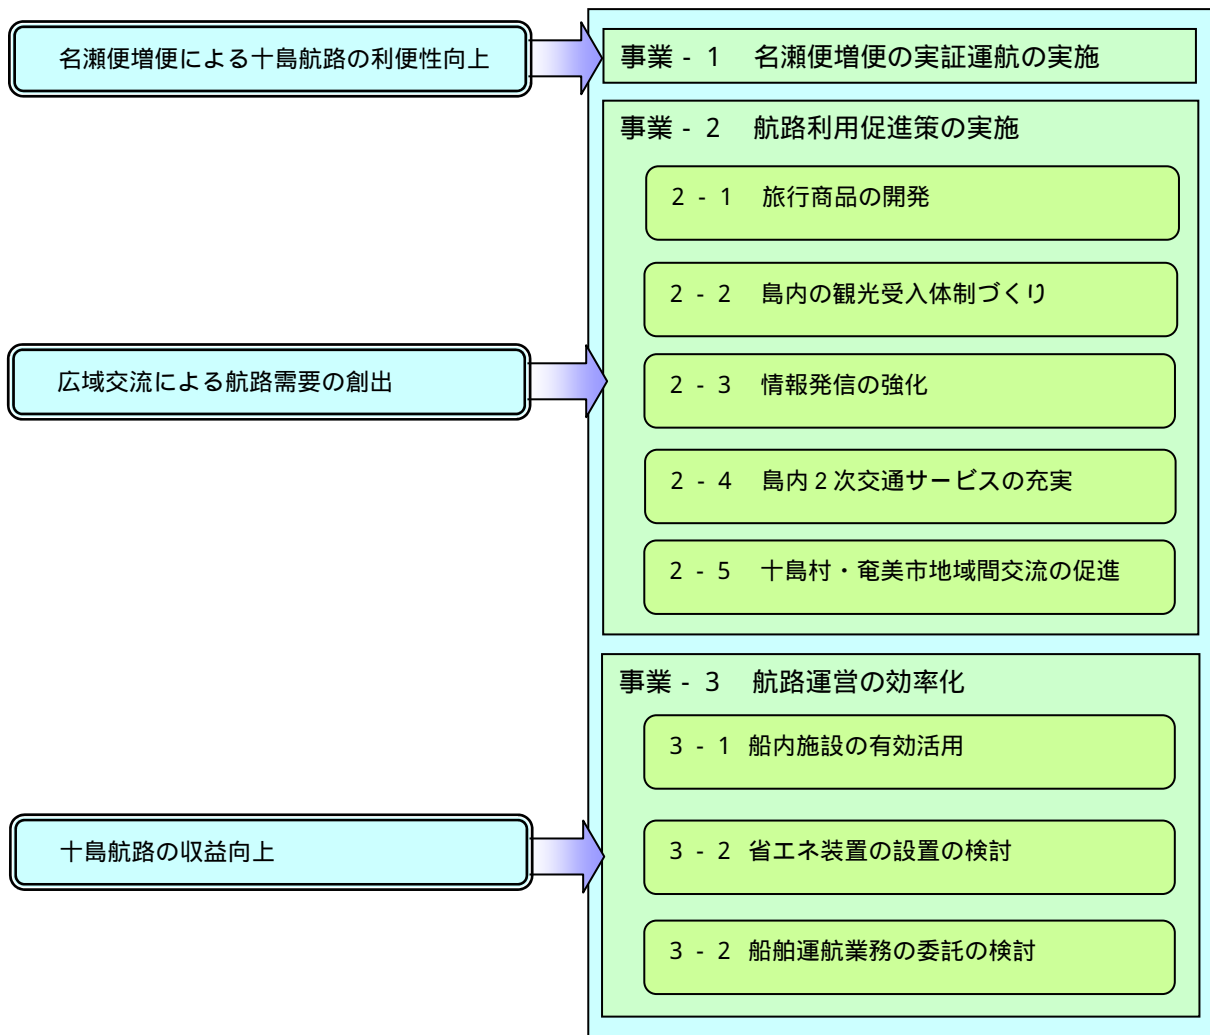 名瀬便増便による十島航路の利便性向上
事業 - 1 名瀬便増便の実証運航の実施
事業 - 2 航路利用促進策の実施
2 - 1 旅行商品の開発
2 - 2 島内の観光受入体制づくり
広域交流による航路需要の創出
2 - 3 情報発信の強化
2 - 4 島内２次交通サービスの充実
2 - 5 十島村・奄美市地域間交流の促進
事業 - 3 航路運営の効率化
3 - 1 船内施設の有効活用
十島航路の収益向上
3 - 2 省エネ装置の設置の検討
3 - 2 船舶運航業務の委託の検討